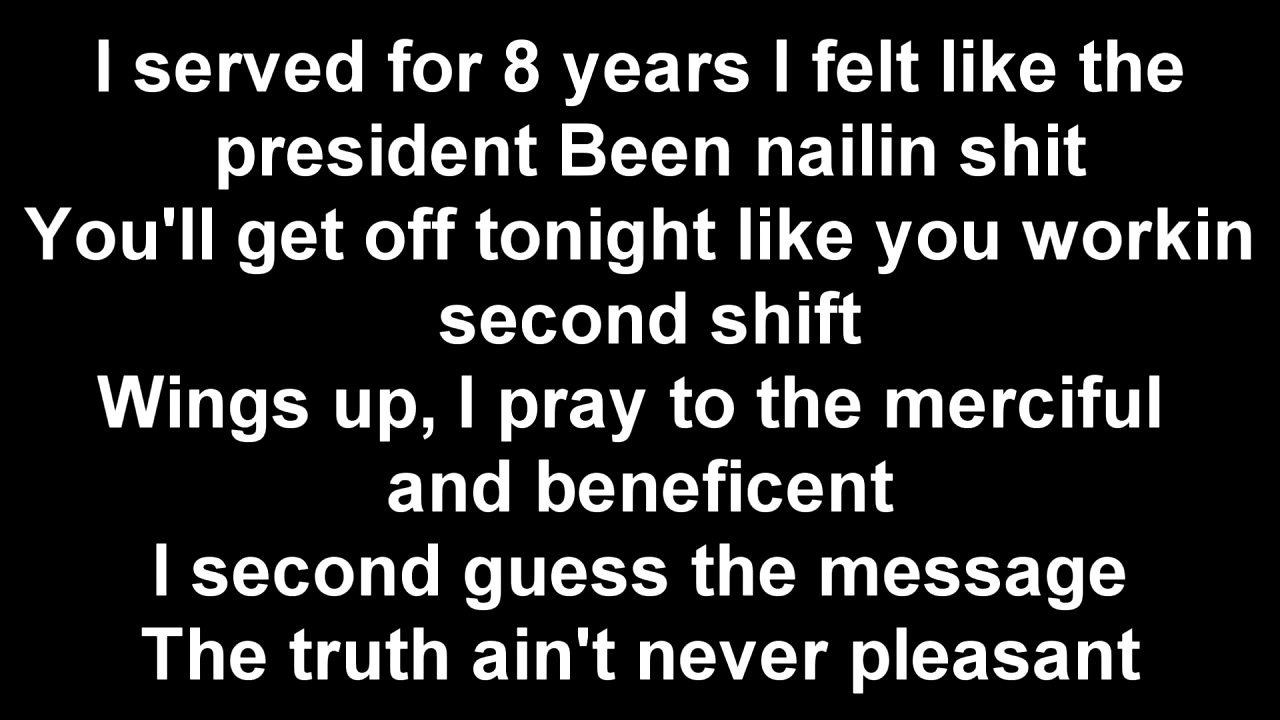 I served for 8 years I felt like the
president Been nailin shit
You'll get off tonight like you workin
second shift
Wings up, I pray to the merciful
and beneficent
I second guess the message
The truth ain't never pleasant